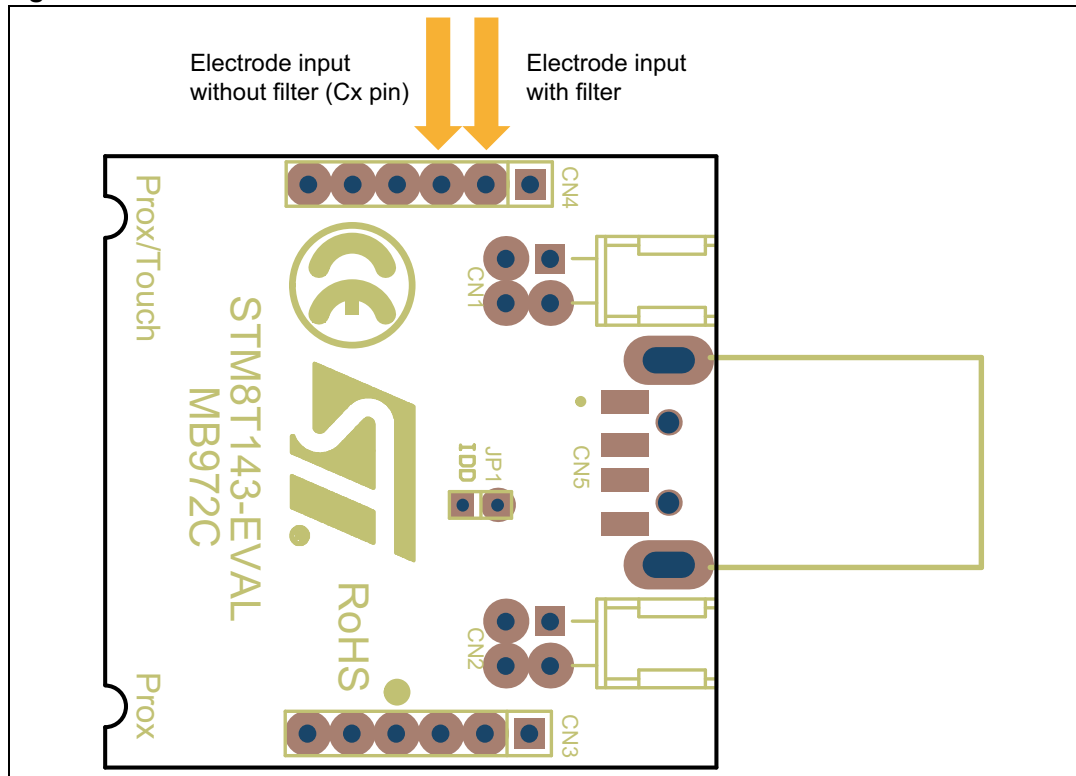 Electrode input
without filter (Cx pin)
Electrode input
with filter
CN4
Prox/Touch
CN1
STM8T143-EVAL
MB972C
CN5
JP1
IDD
RoHS
CN2
Prox
CN3